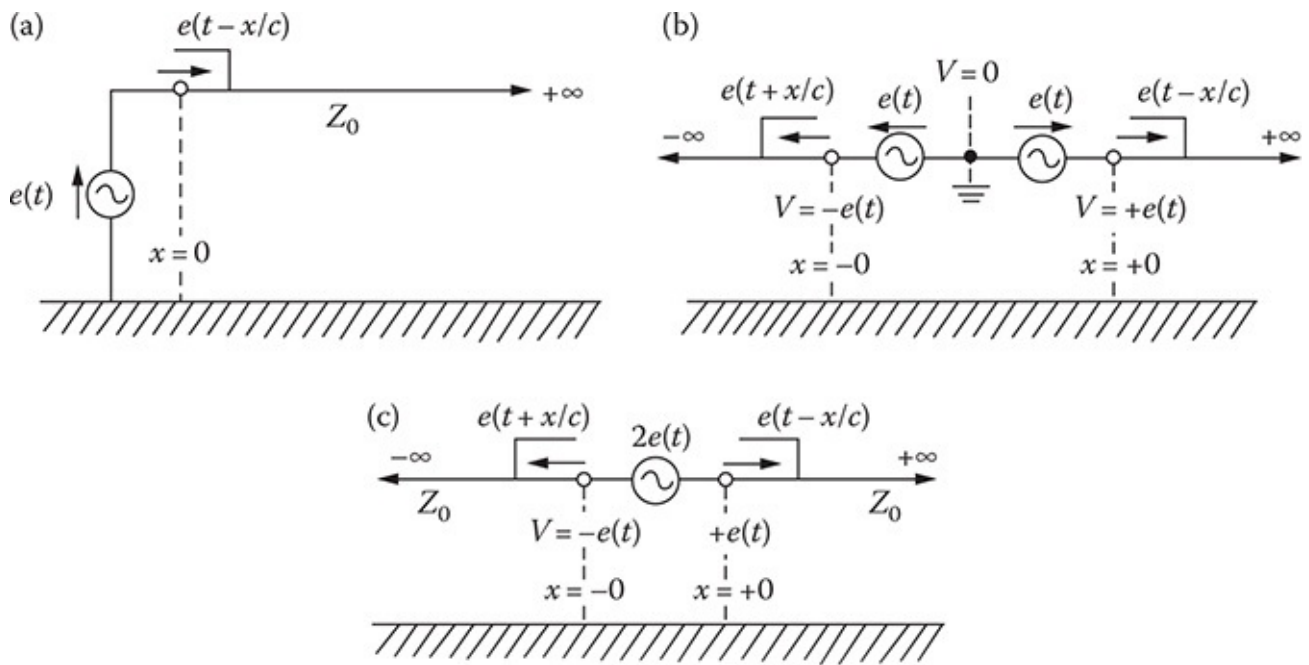 (a)
e(t – x/c)
+∞
Z₀
e(t)
x = 0
(b)
V = 0
e(t + x/c) e(t) e(t) e(t – x/c)
–∞ +∞
V = –e(t) V = +e(t)
x = –0 x = +0
(c)
e(t + x/c) 2e(t) e(t – x/c)
–∞ +∞
Z₀ Z₀
V = –e(t) +e(t)
x = –0 x = +0